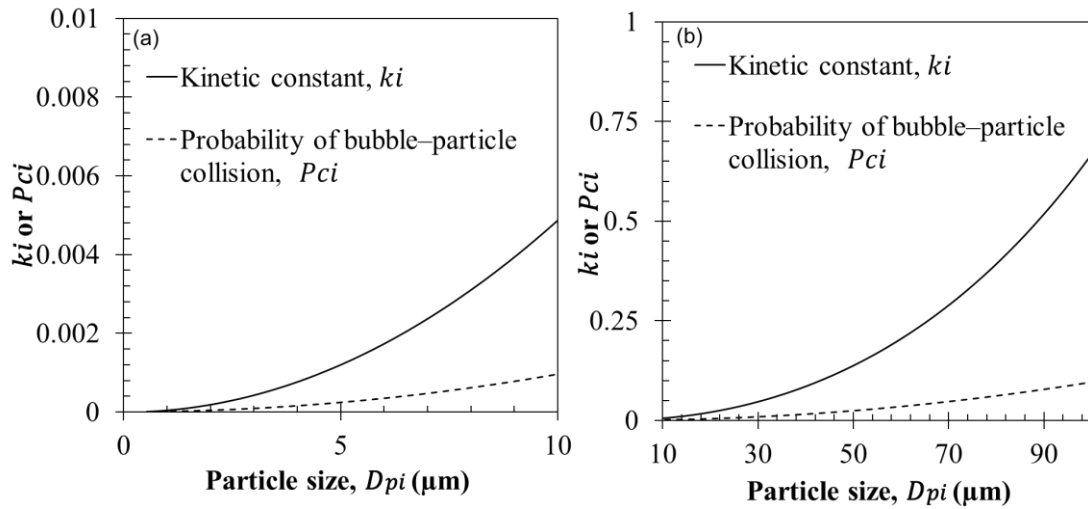 (a)
Kinetic constant, ki
Probability of bubble–particle
collision, Pci
0.01
0.008
0.006
0.004
0.002
0
ki or Pci
0
5
10
Particle size, Dpi (μm)
(b)
Kinetic constant, ki
Probability of bubble–particle
collision, Pci
1
0.75
0.5
0.25
0
ki or Pci
10
30
50
70
90
Particle size, Dpi (μm)